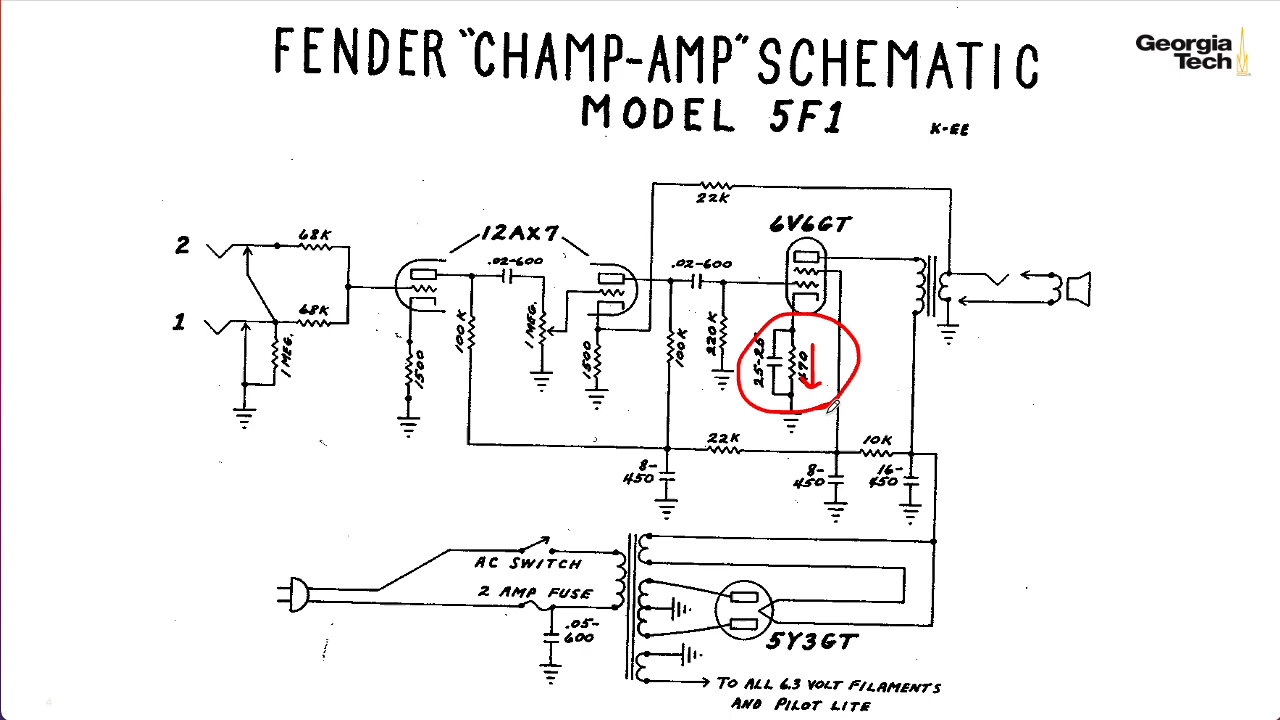 FENDER "CHAMP-AMP" SCHEMATIC
MODEL 5F1
K-EE
Georgia
Tech
2
1
68K
68K
1 MEG.
12AX7
1500
100K
.02-600
1 MEG.
1500
100K
.02-600
220K
22K
6V6GT
25-25
470
22K
10K
8-
450
8-
450
16-
450
AC SWITCH
2 AMP FUSE
.05-
600
5Y3GT
TO ALL 6.3 VOLT FILAMENTS
AND PILOT LITE
4